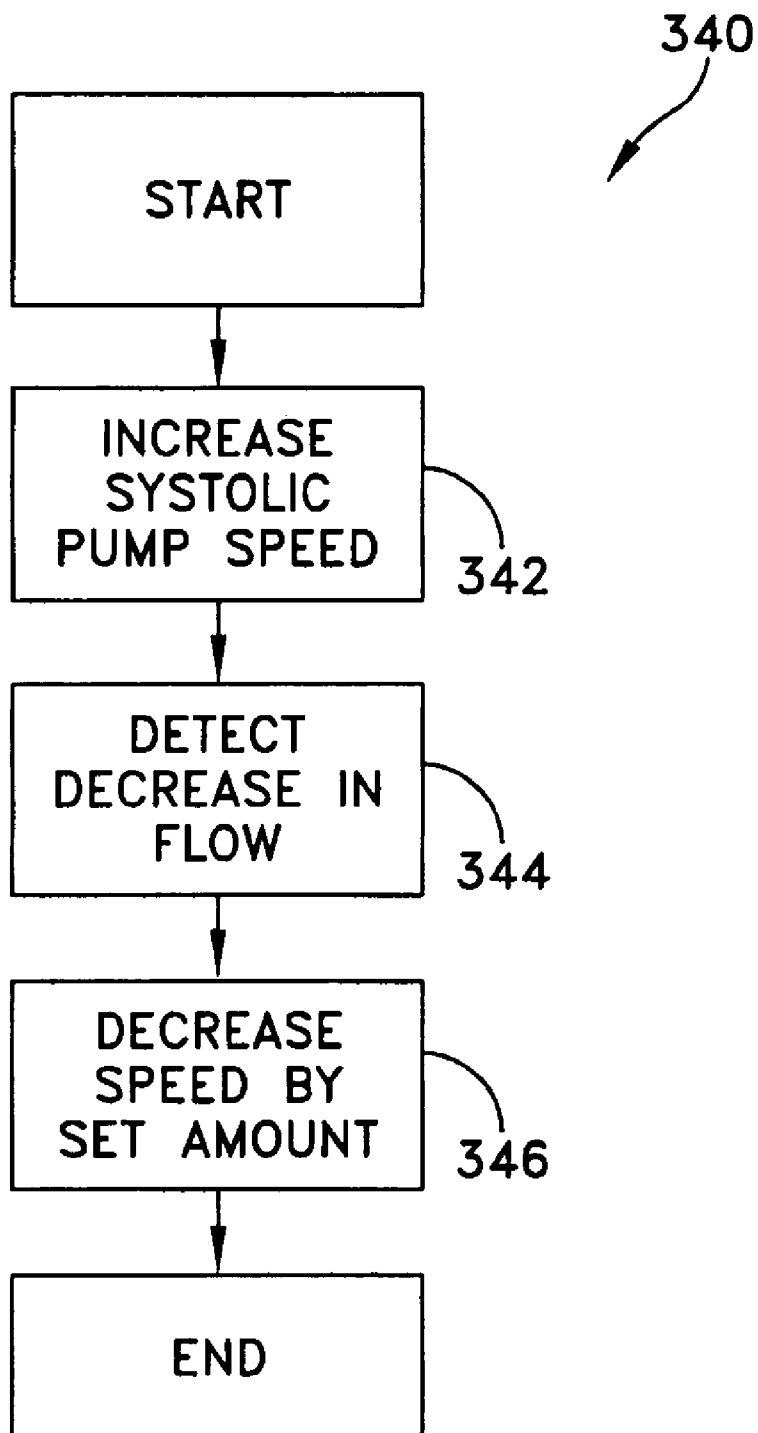 340
START
INCREASE
SYSTOLIC
PUMP SPEED
342
DETECT
DECREASE IN
FLOW
344
DECREASE
SPEED BY
SET AMOUNT
346
END